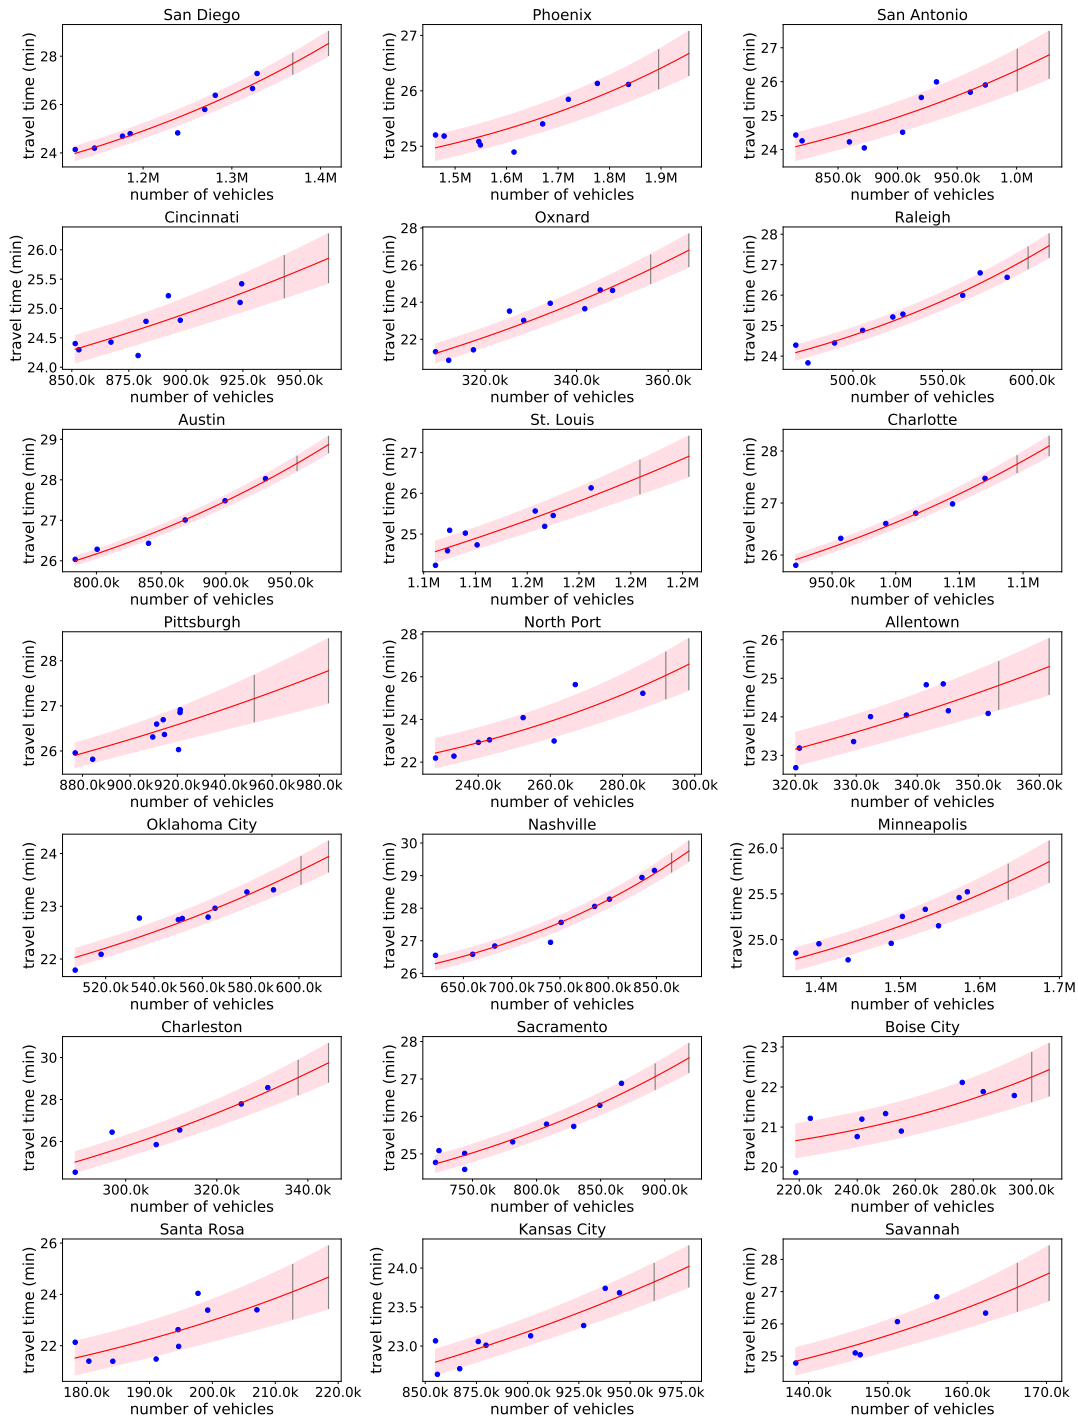 San Diego
travel time (min)
28
26
24
1.2M 1.3M 1.4M
number of vehicles
Phoenix
travel time (min)
27
26
25
1.5M 1.6M 1.7M 1.8M 1.9M
number of vehicles
San Antonio
travel time (min)
27
26
25
24
850.0k 900.0k 950.0k 1.0M
number of vehicles
Cincinnati
travel time (min)
26.0
25.5
25.0
24.5
24.0
850.0k 875.0k 900.0k 925.0k 950.0k
number of vehicles
Oxnard
travel time (min)
28
26
24
22
320.0k 340.0k 360.0k
number of vehicles
Raleigh
travel time (min)
28
27
26
25
24
500.0k 550.0k 600.0k
number of vehicles
Austin
travel time (min)
29
28
27
26
800.0k 850.0k 900.0k 950.0k
number of vehicles
St. Louis
travel time (min)
27
26
25
1.1M 1.1M 1.2M 1.2M 1.2M 1.2M
number of vehicles
Charlotte
travel time (min)
28
27
26
950.0k 1.0M 1.1M 1.1M
number of vehicles
Pittsburgh
travel time (min)
28
27
26
880.0k 900.0k 920.0k 940.0k 960.0k 980.0k
number of vehicles
North Port
travel time (min)
28
26
24
22
240.0k 260.0k 280.0k 300.0k
number of vehicles
Allentown
travel time (min)
26
25
24
23
320.0k 330.0k 340.0k 350.0k 360.0k
number of vehicles
Oklahoma City
travel time (min)
24
23
22
520.0k 540.0k 560.0k 580.0k 600.0k
number of vehicles
Nashville
travel time (min)
30
29
28
27
26
650.0k 700.0k 750.0k 800.0k 850.0k
number of vehicles
Minneapolis
travel time (min)
26.0
25.5
25.0
1.4M 1.5M 1.6M 1.7M
number of vehicles
Charleston
travel time (min)
30
28
26
300.0k 320.0k 340.0k
number of vehicles
Sacramento
travel time (min)
28
27
26
25
750.0k 800.0k 850.0k 900.0k
number of vehicles
Boise City
travel time (min)
23
22
21
20
220.0k 240.0k 260.0k 280.0k 300.0k
number of vehicles
Santa Rosa
travel time (min)
26
24
22
180.0k 190.0k 200.0k 210.0k 220.0k
number of vehicles
Kansas City
travel time (min)
24.0
23.5
23.0
850.0k 875.0k 900.0k 925.0k 950.0k 975.0k
number of vehicles
Savannah
travel time (min)
28
27
26
25
140.0k 150.0k 160.0k 170.0k
number of vehicles